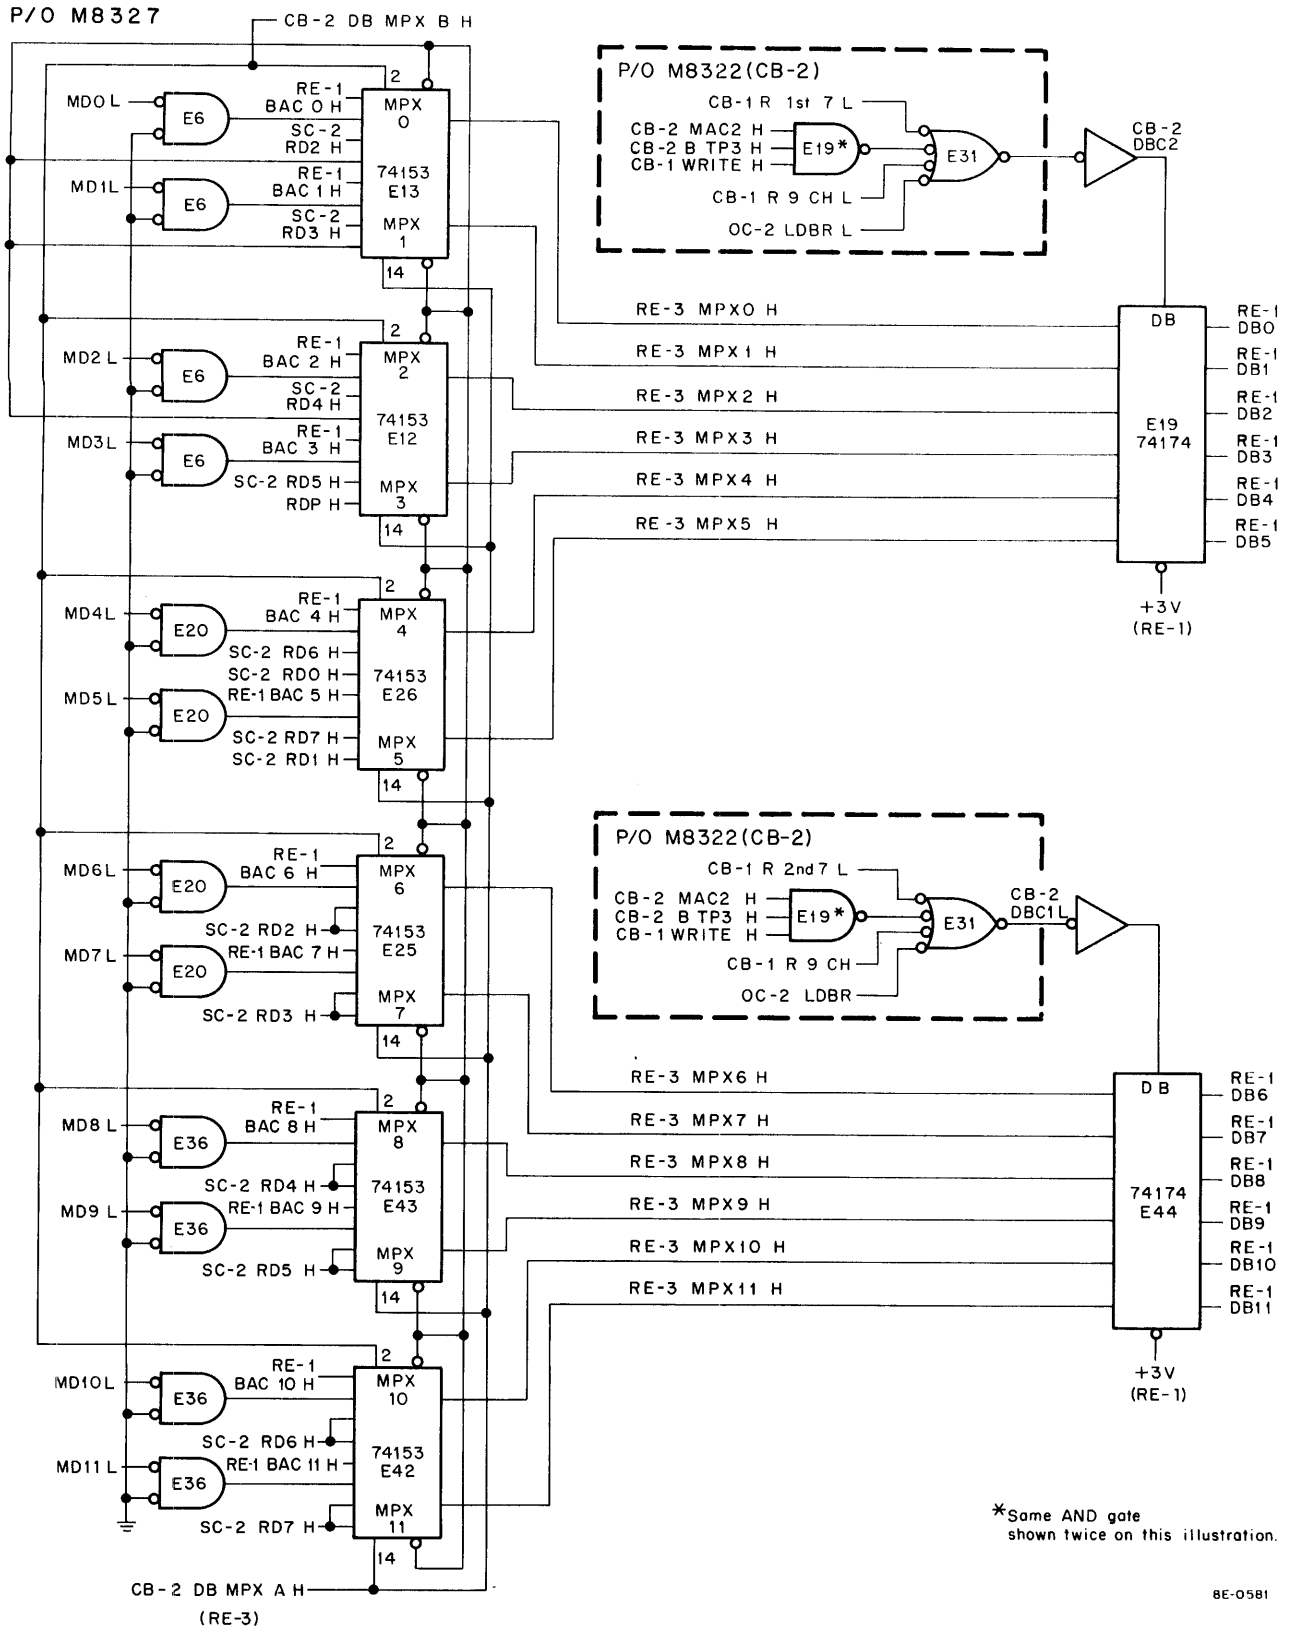 P/O M8327
CB-2 DB MPX B H
2
MD0 L
E6
RE-1
BAC 0 H
SC-2
RD2 H
MPX
0
74153
E13
MD1L
E6
RE-1
BAC 1 H
SC-2
RD3 H
MPX
1
14
P/O M8322(CB-2)
CB-1 R 1st 7 L
CB-2 MAC2 H
CB-2 B TP3 H
CB-1 WRITE H
E19*
E31
CB-1 R 9 CH L
OC-2 LDBR L
CB-2
DBC2
2
MD2 L
E6
RE-1
BAC 2 H
SC-2
RD4 H
MPX
2
74153
E12
MD3L
E6
RE-1
BAC 3 H
SC-2 RD5 H
RDP H
MPX
3
14
RE-3 MPX0 H
RE-3 MPX1 H
RE-3 MPX2 H
RE-3 MPX3 H
RE-3 MPX4 H
RE-3 MPX5 H
DB
E19
74174
RE-1
DB0
RE-1
DB1
RE-1
DB2
RE-1
DB3
RE-1
DB4
RE-1
DB5
+3V
(RE-1)
2
MD4L
E20
RE-1
BAC 4 H
SC-2 RD6 H
SC-2 RD0 H
MPX
4
74153
E26
MD5L
E20
RE-1 BAC 5 H
SC-2 RD7 H
SC-2 RD1 H
MPX
5
14
2
MD6L
E20
RE-1
BAC 6 H
SC-2 RD2 H
MPX
6
74153
E25
MD7L
E20
RE-1 BAC 7 H
SC-2 RD3 H
MPX
7
14
P/O M8322(CB-2)
CB-1 R 2nd 7 L
CB-2 MAC2 H
CB-2 B TP3 H
CB-1 WRITE H
E19*
E31
CB-1 R 9 CH
OC-2 LDBR
CB-2
DBC1L
2
MD8 L
E36
RE-1
BAC 8 H
SC-2 RD4 H
MPX
8
74153
E43
MD9 L
E36
RE-1 BAC 9 H
SC-2 RD5 H
MPX
9
14
RE-3 MPX6 H
RE-3 MPX7 H
RE-3 MPX8 H
RE-3 MPX9 H
RE-3 MPX10 H
RE-3 MPX11 H
DB
74174
E44
RE-1
DB6
RE-1
DB7
RE-1
DB8
RE-1
DB9
RE-1
DB10
RE-1
DB11
+3V
(RE-1)
2
MD10L
E36
RE-1
BAC 10 H
SC-2 RD6 H
MPX
10
74153
E42
MD11 L
E36
RE-1 BAC 11 H
SC-2 RD7 H
MPX
11
14
CB-2 DB MPX A H
(RE-3)
*Same AND gate
shown twice on this illustration.
8E-0581